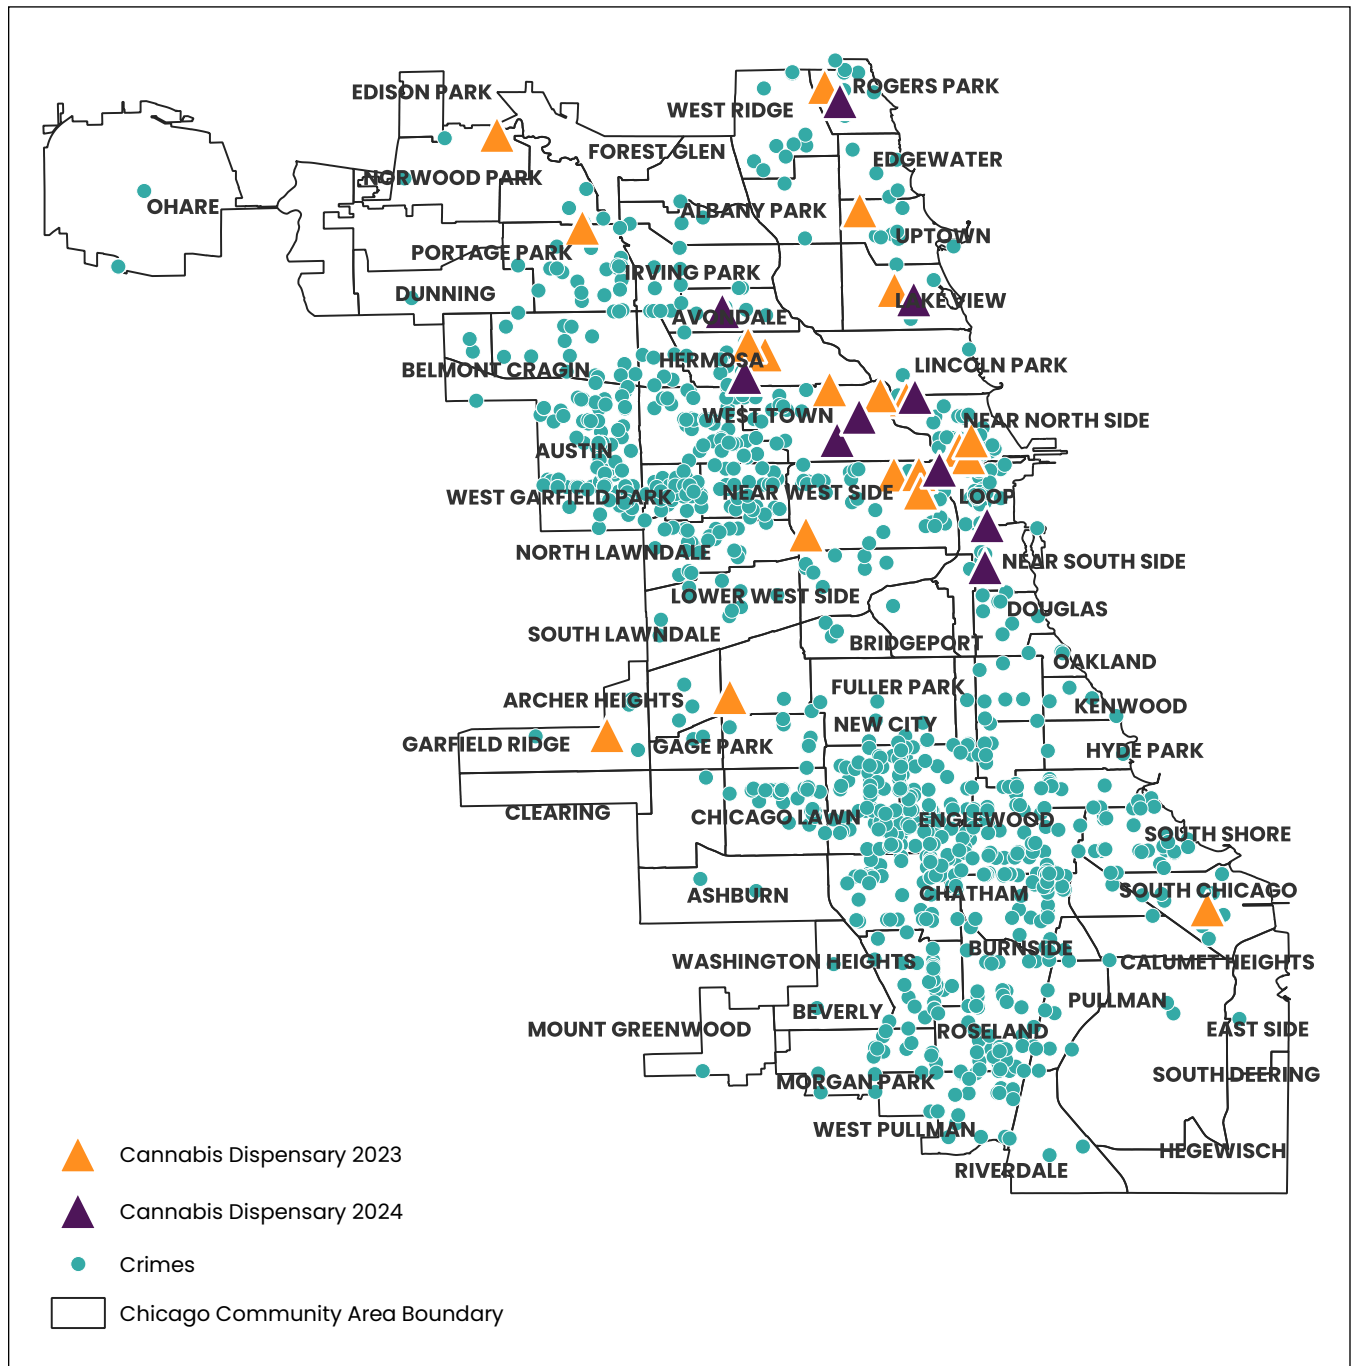 EDISON PARK
ROGERS PARK
WEST RIDGE
FOREST GLEN
EDGEWATER
NORWOOD PARK
OHARE
ALBANY PARK
UPTOWN
PORTAGE PARK
IRVING PARK
DUNNING
LAKE VIEW
AVONDALE
HERMOSA
LINCOLN PARK
BELMONT CRAGIN
WEST TOWN
NEAR NORTH SIDE
AUSTIN
WEST GARFIELD PARK
NEAR WEST SIDE
LOOP
NORTH LAWNDALE
NEAR SOUTH SIDE
LOWER WEST SIDE
DOUGLAS
SOUTH LAWNDALE
BRIDGEPORT
OAKLAND
ARCHER HEIGHTS
FULLER PARK
KENWOOD
NEW CITY
GARFIELD RIDGE
GAGE PARK
HYDE PARK
CLEARING
CHICAGO LAWN
ENGLEWOOD
SOUTH SHORE
ASHBURN
CHATHAM
SOUTH CHICAGO
BURNSIDE
WASHINGTON HEIGHTS
CALUMET HEIGHTS
PULLMAN
BEVERLY
MOUNT GREENWOOD
ROSELAND
EAST SIDE
MORGAN PARK
SOUTH DEERING
WEST PULLMAN
HEGEWISCH
RIVERDALE
Cannabis Dispensary 2023
Cannabis Dispensary 2024
Crimes
Chicago Community Area Boundary